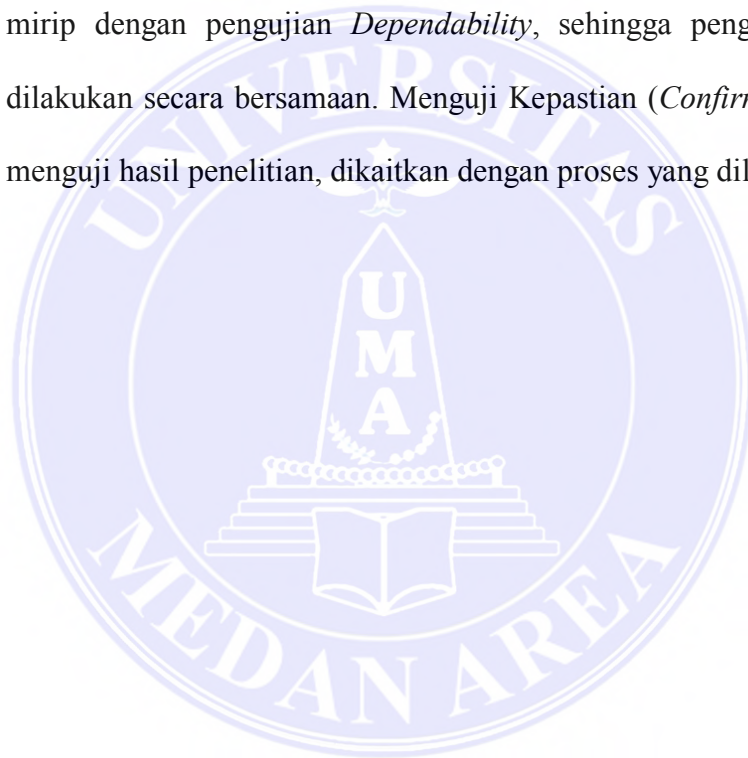 mirip dengan pengujian Dependability, sehingga peng
dilakukan secara bersamaan. Menguji Kepastian (Confir
menguji hasil penelitian, dikaitkan dengan proses yang dil
UNIVERSITAS
U
M
A
MEDAN AREA